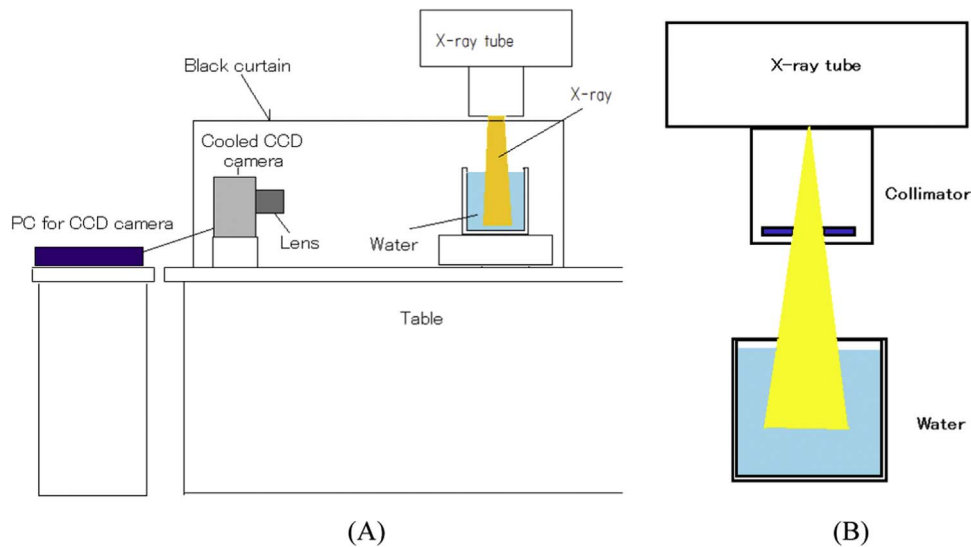 X-ray tube
Black curtain
X-ray
Cooled CCD
camera
PC for CCD camera
Lens
Water
Table
(A)
X-ray tube
Collimator
Water
(B)